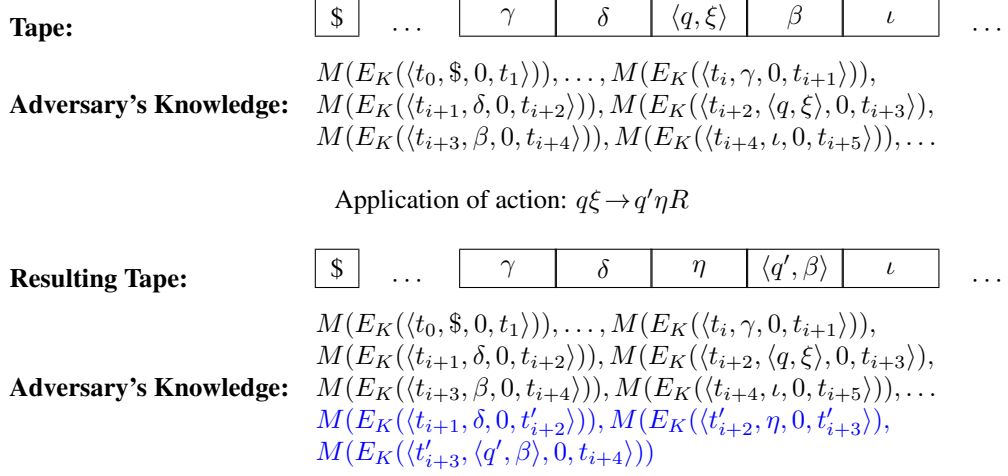 Tape: $ … γ δ ⟨q, ξ⟩ β ι …
M(E_K(⟨t_0, $, 0, t_1⟩)), …, M(E_K(⟨t_i, γ, 0, t_{i+1}⟩)),
Adversary's Knowledge: M(E_K(⟨t_{i+1}, δ, 0, t_{i+2}⟩)), M(E_K(⟨t_{i+2}, ⟨q, ξ⟩, 0, t_{i+3}⟩),
M(E_K(⟨t_{i+3}, β, 0, t_{i+4}⟩)), M(E_K(⟨t_{i+4}, ι, 0, t_{i+5}⟩)), …
Application of action: qξ → q′ηR
Resulting Tape: $ … γ δ η ⟨q′, β⟩ ι …
M(E_K(⟨t_0, $, 0, t_1⟩)), …, M(E_K(⟨t_i, γ, 0, t_{i+1}⟩)),
M(E_K(⟨t_{i+1}, δ, 0, t_{i+2}⟩)), M(E_K(⟨t_{i+2}, ⟨q, ξ⟩, 0, t_{i+3}⟩),
Adversary's Knowledge: M(E_K(⟨t_{i+3}, β, 0, t_{i+4}⟩)), M(E_K(⟨t_{i+4}, ι, 0, t_{i+5}⟩)), …
M(E_K(⟨t_{i+1}, δ, 0, t′_{i+2}⟩)), M(E_K(⟨t′_{i+2}, η, 0, t′_{i+3}⟩),
M(E_K(⟨t′_{i+3}, ⟨q′, β⟩, 0, t_{i+4}⟩))